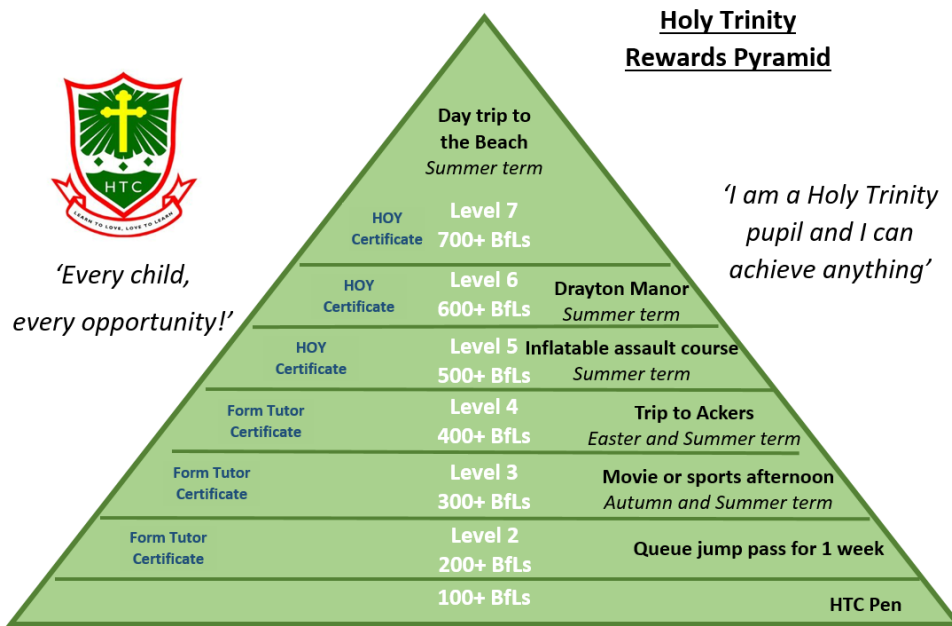 Holy Trinity
Rewards Pyramid
HTC
LEARN TO LOVE, LOVE TO LEARN
‘Every child,
every opportunity!’
‘I am a Holy Trinity
pupil and I can
achieve anything’
Day trip to
the Beach
Summer term
HOY
Certificate
Level 7
700+ BfLs
HOY
Certificate
Level 6
600+ BfLs
Drayton Manor
Summer term
HOY
Certificate
Level 5
500+ BfLs
Inflatable assault course
Summer term
Form Tutor
Certificate
Level 4
400+ BfLs
Trip to Ackers
Easter and Summer term
Form Tutor
Certificate
Level 3
300+ BfLs
Movie or sports afternoon
Autumn and Summer term
Form Tutor
Certificate
Level 2
200+ BfLs
Queue jump pass for 1 week
100+ BfLs
HTC Pen